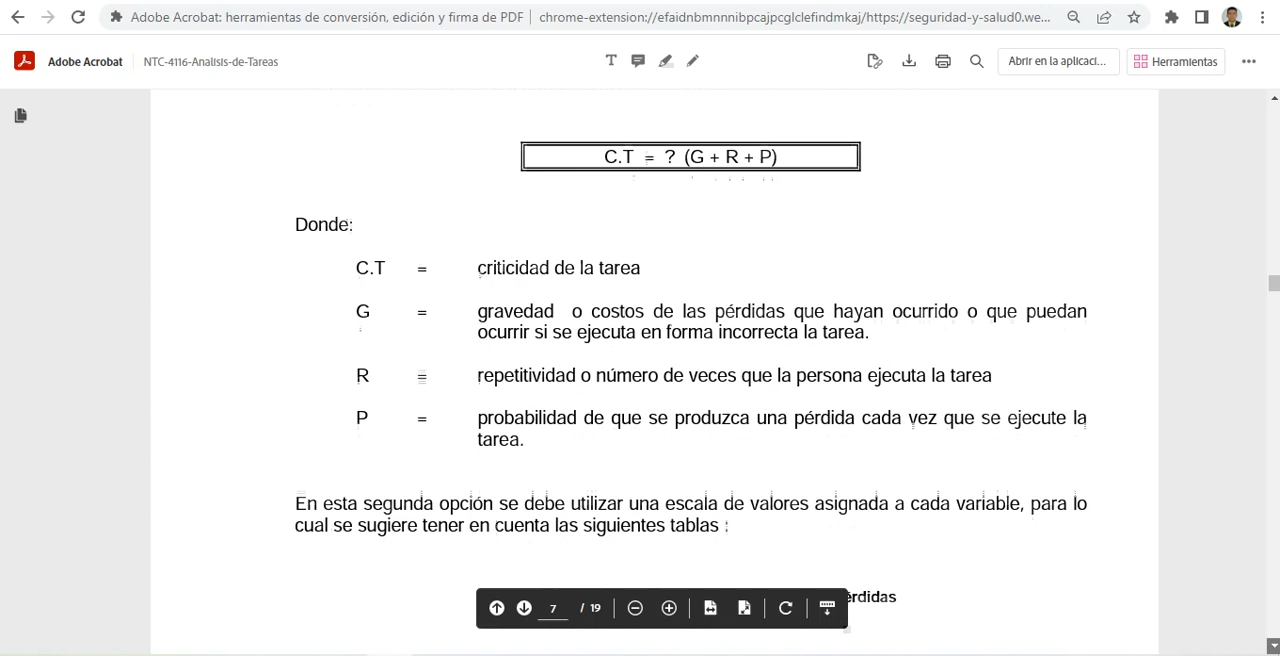 Adobe Acrobat: herramientas de conversión, edición y firma de PDF | chrome-extension://efaidnbmnnnibpcajpcglclefindmkaj/https://seguridad-y-salud0.we...
Adobe Acrobat NTC-4116-Analisis-de-Tareas Abrir en la aplicaci... Herramientas
C.T = ? (G + R + P)
Donde:
C.T = criticidad de la tarea
G = gravedad o costos de las pérdidas que hayan ocurrido o que puedan
ocurrir si se ejecuta en forma incorrecta la tarea.
R = repetitividad o número de veces que la persona ejecuta la tarea
P = probabilidad de que se produzca una pérdida cada vez que se ejecute la
tarea.
En esta segunda opción se debe utilizar una escala de valores asignada a cada variable, para lo
cual se sugiere tener en cuenta las siguientes tablas :
érdidas
7 / 19